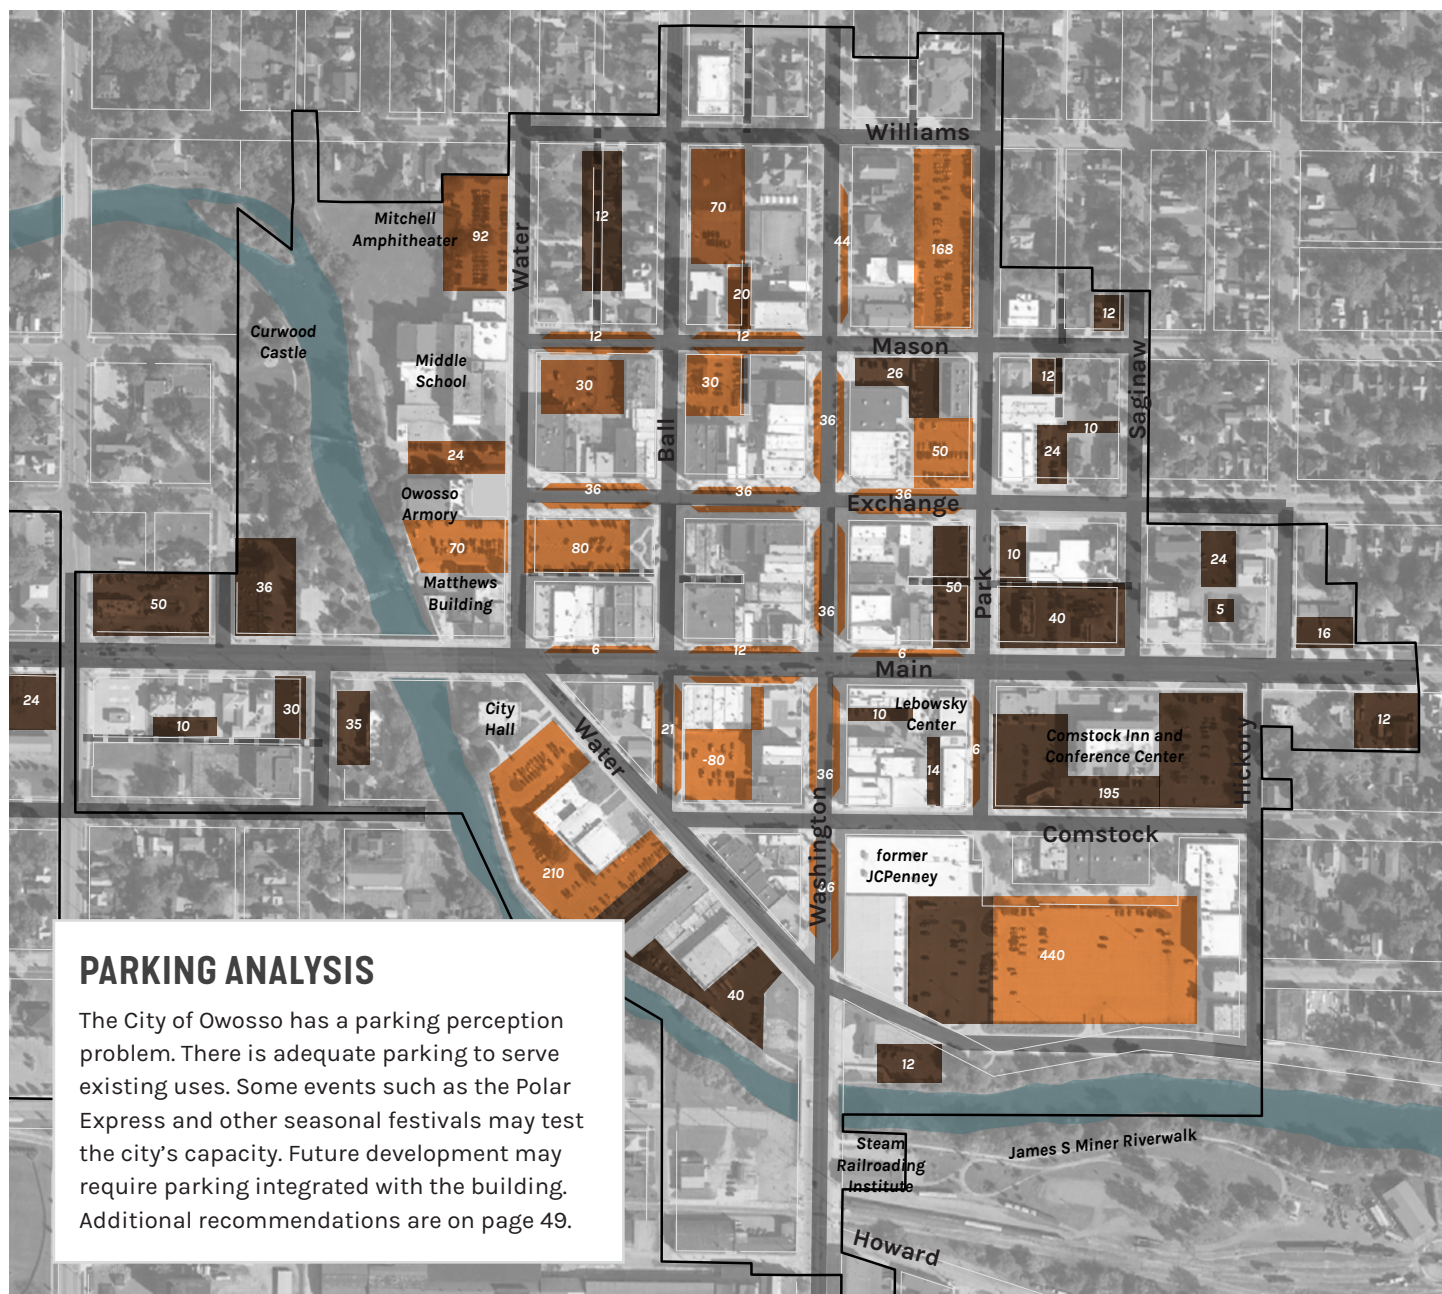 Williams
Mitchell
Amphitheater
92
Water
12
70
44
168
20
12
Curwood
Castle
12
12
Mason
Middle
School
30
30
26
12
Saginaw
36
10
Ball
24
50
24
36
36
36
Exchange
Owosso
Armory
70
80
10
24
Matthews
Building
50
36
50
Park
5
36
40
16
6
12
6
Main
24
10
30
35
City
Hall
Water
21
-80
36
10
Lebowsky
Center
14
6
Comstock Inn and
Conference Center
195
Hickory
12
Washington
Comstock
210
36
former
JCPenney
440
40
12
PARKING ANALYSIS
The City of Owosso has a parking perception
problem. There is adequate parking to serve
existing uses. Some events such as the Polar
Express and other seasonal festivals may test
the city’s capacity. Future development may
require parking integrated with the building.
Additional recommendations are on page 49.
Steam
Railroading
Institute
James S Miner Riverwalk
Howard